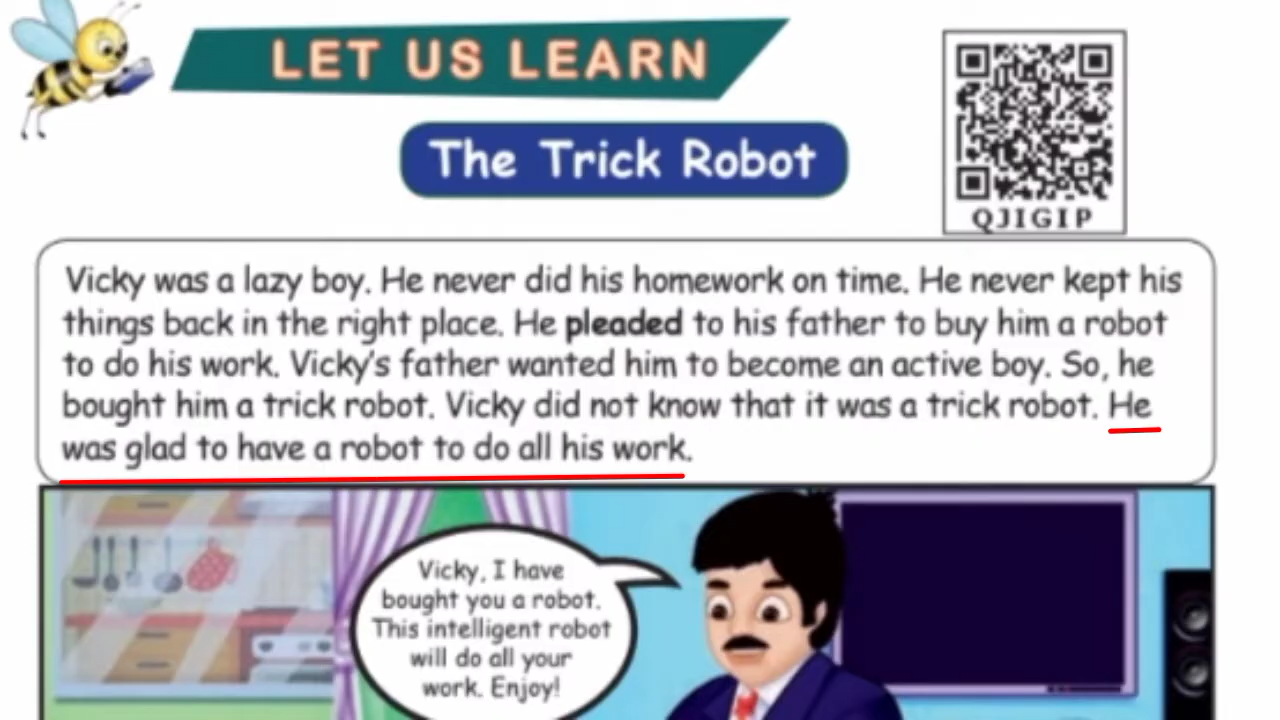 LET US LEARN
The Trick Robot
QJIGIP
Vicky was a lazy boy. He never did his homework on time. He never kept his
things back in the right place. He pleaded to his father to buy him a robot
to do his work. Vicky's father wanted him to become an active boy. So, he
bought him a trick robot. Vicky did not know that it was a trick robot. He
was glad to have a robot to do all his work.
Vicky, I have
bought you a robot.
This intelligent robot
will do all your
work. Enjoy!